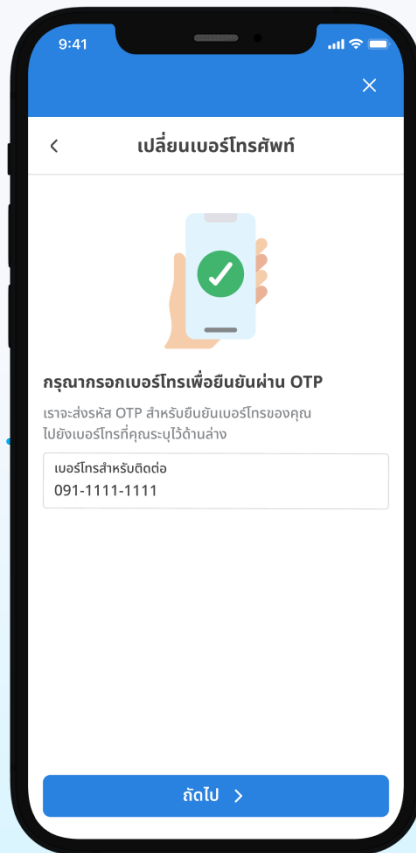 9:41
เปลี่ยนเบอร์โทรศัพท์
กรุณากรอกเบอร์โทรเพื่อยืนยันผ่าน OTP
เราจะส่งรหัส OTP สำหรับยืนยันเบอร์โทรของคุณ
ไปยังเบอร์โทรที่คุณระบุไว้ด้านล่าง
เบอร์โทรสำหรับติดต่อ
091-1111-1111
ถัดไป